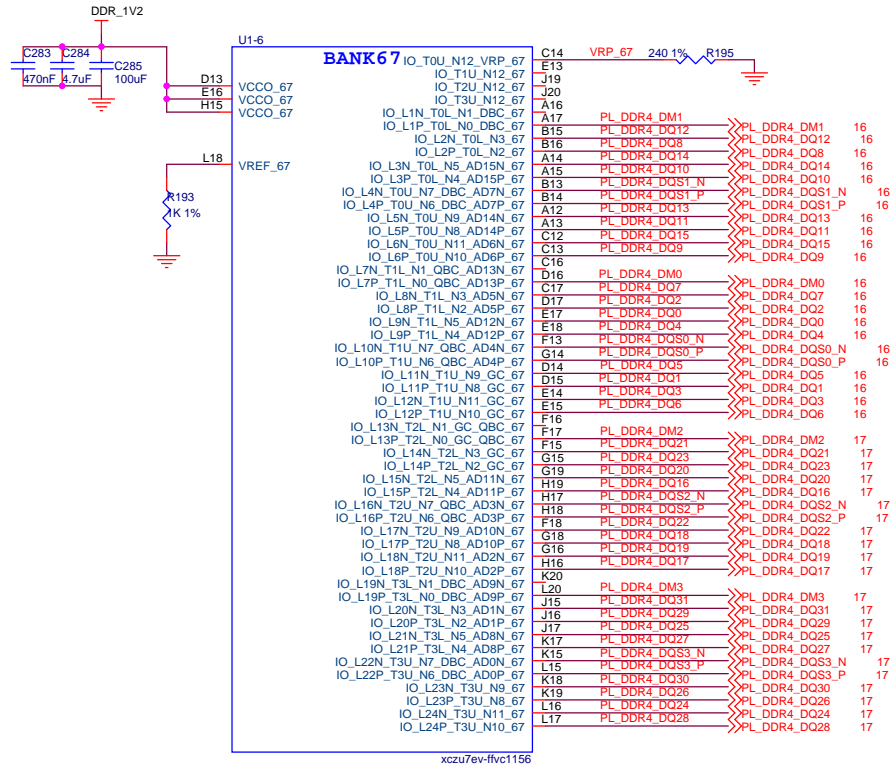 DDR_1V2
U1-6
C283 C284
C285
470nF 4.7uF 100uF
BANK67
D13 VCCO_67
E16 VCCO_67
H15 VCCO_67
L18 VREF_67
R193
1K 1%
IO_T0U_N12_VRP_67 C14 VRP_67 240 1% R195
IO_T1U_N12_67 E13
IO_T2U_N12_67 J19
IO_T3U_N12_67 J20
IO_L1N_T0L_N1_DBC_67 A16
IO_L1P_T0L_N0_DBC_67 A17 PL_DDR4_DM1 PL_DDR4_DM1 16
IO_L2N_T0L_N3_67 B15 PL_DDR4_DQ12 PL_DDR4_DQ12 16
IO_L2P_T0L_N2_67 B16 PL_DDR4_DQ8 PL_DDR4_DQ8 16
IO_L3N_T0L_N5_AD15N_67 A14 PL_DDR4_DQ14 PL_DDR4_DQ14 16
IO_L3P_T0L_N4_AD15P_67 A15 PL_DDR4_DQ10 PL_DDR4_DQ10 16
IO_L4N_T0U_N7_DBC_AD7N_67 B13 PL_DDR4_DQS1_N PL_DDR4_DQS1_N 16
IO_L4P_T0U_N6_DBC_AD7P_67 B14 PL_DDR4_DQS1_P PL_DDR4_DQS1_P 16
IO_L5N_T0U_N9_AD14N_67 A12 PL_DDR4_DQ13 PL_DDR4_DQ13 16
IO_L5P_T0U_N8_AD14P_67 A13 PL_DDR4_DQ11 PL_DDR4_DQ11 16
IO_L6N_T0U_N11_AD6N_67 C12 PL_DDR4_DQ15 PL_DDR4_DQ15 16
IO_L6P_T0U_N10_AD6P_67 C13 PL_DDR4_DQ9 PL_DDR4_DQ9 16
IO_L7N_T1L_N1_QBC_AD13N_67 C16
IO_L7P_T1L_N0_QBC_AD13P_67 D16 PL_DDR4_DM0 PL_DDR4_DM0 16
IO_L8N_T1L_N3_AD5N_67 C17 PL_DDR4_DQ7 PL_DDR4_DQ7 16
IO_L8P_T1L_N2_AD5P_67 D17 PL_DDR4_DQ2 PL_DDR4_DQ2 16
IO_L9N_T1L_N5_AD12N_67 E17 PL_DDR4_DQ0 PL_DDR4_DQ0 16
IO_L9P_T1L_N4_AD12P_67 E18 PL_DDR4_DQ4 PL_DDR4_DQ4 16
IO_L10N_T1U_N7_QBC_AD4N_67 F13 PL_DDR4_DQS0_N PL_DDR4_DQS0_N 16
IO_L10P_T1U_N6_QBC_AD4P_67 G14 PL_DDR4_DQS0_P PL_DDR4_DQS0_P 16
IO_L11N_T1U_N9_GC_67 D14 PL_DDR4_DQ5 PL_DDR4_DQ5 16
IO_L11P_T1U_N8_GC_67 D15 PL_DDR4_DQ1 PL_DDR4_DQ1 16
IO_L12N_T1U_N11_GC_67 E14 PL_DDR4_DQ3 PL_DDR4_DQ3 16
IO_L12P_T1U_N10_GC_67 E15 PL_DDR4_DQ6 PL_DDR4_DQ6 16
IO_L13N_T2L_N1_GC_QBC_67 F16
IO_L13P_T2L_N0_GC_QBC_67 F17 PL_DDR4_DM2 PL_DDR4_DM2 17
IO_L14N_T2L_N3_GC_67 F15 PL_DDR4_DQ21 PL_DDR4_DQ21 17
IO_L14P_T2L_N2_GC_67 G15 PL_DDR4_DQ23 PL_DDR4_DQ23 17
IO_L15N_T2L_N5_AD11N_67 G19 PL_DDR4_DQ20 PL_DDR4_DQ20 17
IO_L15P_T2L_N4_AD11P_67 H19 PL_DDR4_DQ16 PL_DDR4_DQ16 17
IO_L16N_T2U_N7_QBC_AD3N_67 H17 PL_DDR4_DQS2_N PL_DDR4_DQS2_N 17
IO_L16P_T2U_N6_QBC_AD3P_67 H18 PL_DDR4_DQS2_P PL_DDR4_DQS2_P 17
IO_L17N_T2U_N9_AD10N_67 F18 PL_DDR4_DQ22 PL_DDR4_DQ22 17
IO_L17P_T2U_N8_AD10P_67 G18 PL_DDR4_DQ18 PL_DDR4_DQ18 17
IO_L18N_T2U_N11_AD2N_67 G16 PL_DDR4_DQ19 PL_DDR4_DQ19 17
IO_L18P_T2U_N10_AD2P_67 H16 PL_DDR4_DQ17 PL_DDR4_DQ17 17
IO_L19N_T3L_N1_DBC_AD9N_67 K20
IO_L19P_T3L_N0_DBC_AD9P_67 L20 PL_DDR4_DM3 PL_DDR4_DM3 17
IO_L20N_T3L_N3_AD1N_67 J15 PL_DDR4_DQ31 PL_DDR4_DQ31 17
IO_L20P_T3L_N2_AD1P_67 J16 PL_DDR4_DQ29 PL_DDR4_DQ29 17
IO_L21N_T3L_N5_AD8N_67 J17 PL_DDR4_DQ25 PL_DDR4_DQ25 17
IO_L21P_T3L_N4_AD8P_67 K17 PL_DDR4_DQ27 PL_DDR4_DQ27 17
IO_L22N_T3U_N7_DBC_AD0N_67 K15 PL_DDR4_DQS3_N PL_DDR4_DQS3_N 17
IO_L22P_T3U_N6_DBC_AD0P_67 L15 PL_DDR4_DQS3_P PL_DDR4_DQS3_P 17
IO_L23N_T3U_N9_67 K18 PL_DDR4_DQ30 PL_DDR4_DQ30 17
IO_L23P_T3U_N8_67 K19 PL_DDR4_DQ26 PL_DDR4_DQ26 17
IO_L24N_T3U_N11_67 L16 PL_DDR4_DQ24 PL_DDR4_DQ24 17
IO_L24P_T3U_N10_67 L17 PL_DDR4_DQ28 PL_DDR4_DQ28 17
xczu7ev-ffvc1156